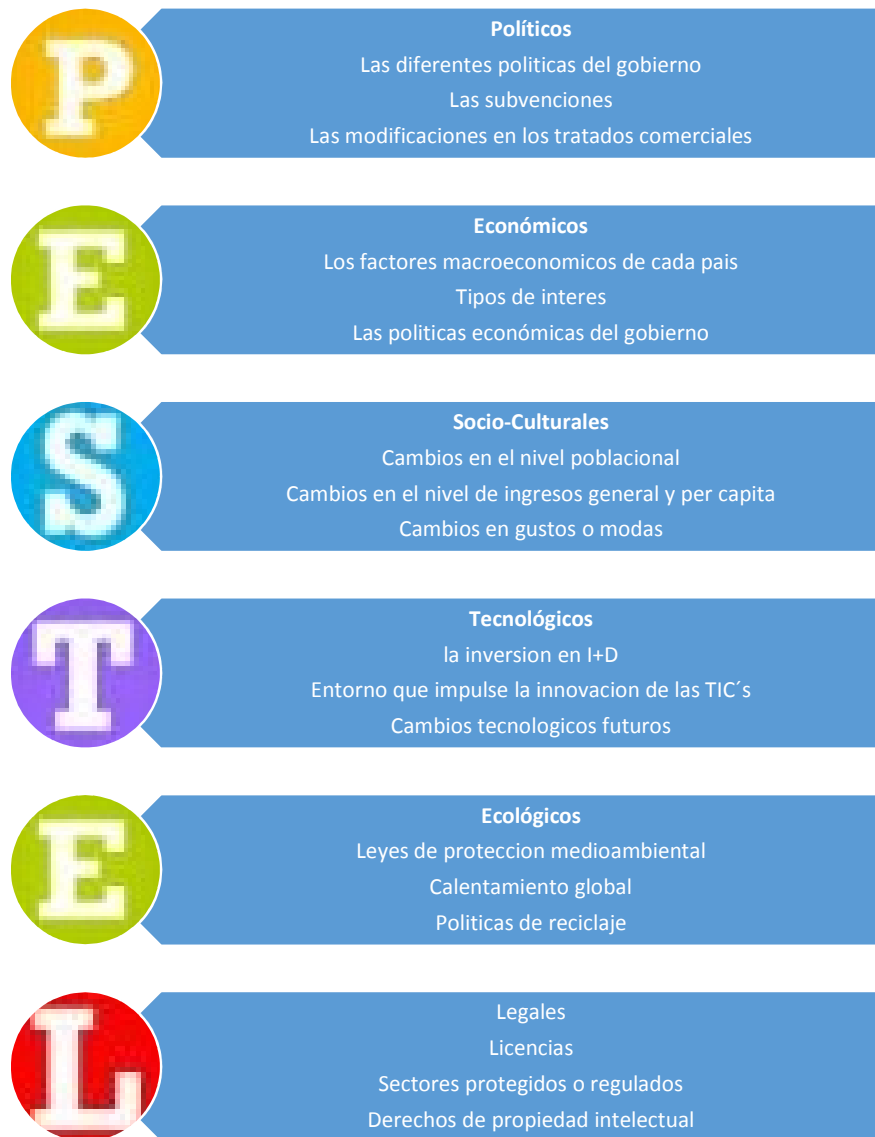 P
Políticos
Las diferentes politicas del gobierno
Las subvenciones
Las modificaciones en los tratados comerciales
E
Económicos
Los factores macroeconomicos de cada pais
Tipos de interes
Las politicas económicas del gobierno
S
Socio-Culturales
Cambios en el nivel poblacional
Cambios en el nivel de ingresos general y per capita
Cambios en gustos o modas
T
Tecnológicos
la inversion en I+D
Entorno que impulse la innovacion de las TIC´s
Cambios tecnologicos futuros
E
Ecológicos
Leyes de proteccion medioambiental
Calentamiento global
Politicas de reciclaje
L
Legales
Licencias
Sectores protegidos o regulados
Derechos de propiedad intelectual